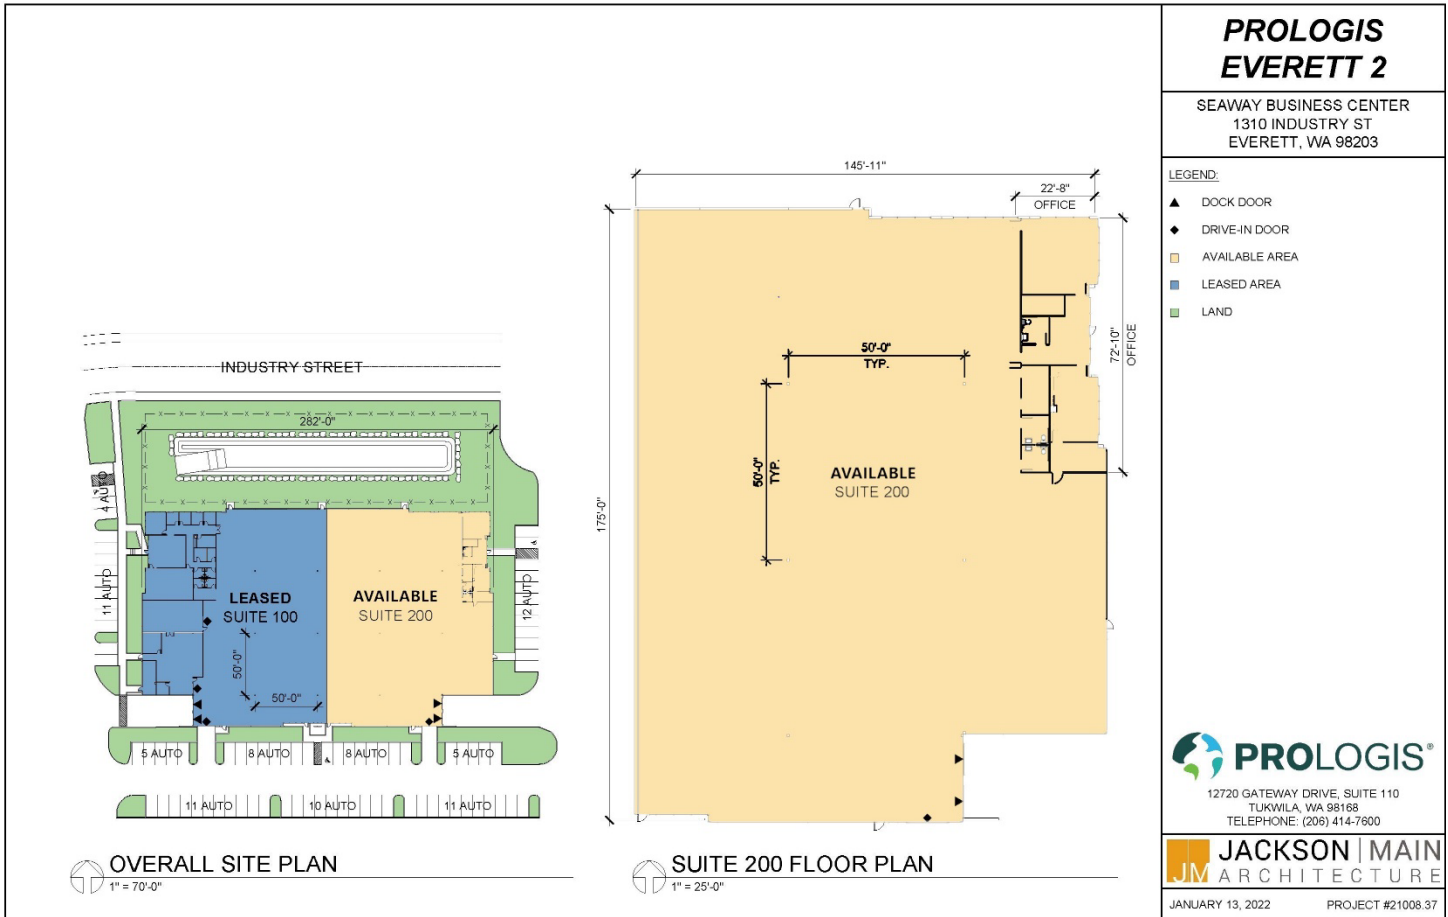 PROLOGIS
EVERETT 2
SEAWAY BUSINESS CENTER
1310 INDUSTRY ST
EVERETT, WA 98203
LEGEND:
DOCK DOOR
DRIVE-IN DOOR
AVAILABLE AREA
LEASED AREA
LAND
145'-11"
22'-8"
OFFICE
72'-10"
OFFICE
175'-0"
50'-0"
TYP.
50'-0"
TYP.
AVAILABLE
SUITE 200
INDUSTRY STREET
282'-0"
4 AUTO
11 AUTO
12 AUTO
LEASED
SUITE 100
AVAILABLE
SUITE 200
50'-0"
50'-0"
5 AUTO
8 AUTO
8 AUTO
5 AUTO
11 AUTO
10 AUTO
11 AUTO
OVERALL SITE PLAN
1" = 70'-0"
SUITE 200 FLOOR PLAN
1" = 25'-0"
PROLOGIS®
12720 GATEWAY DRIVE, SUITE 110
TUKWILA, WA 98168
TELEPHONE: (206) 414-7600
JM
JACKSON | MAIN
ARCHITECTURE
JANUARY 13, 2022
PROJECT #21008.37